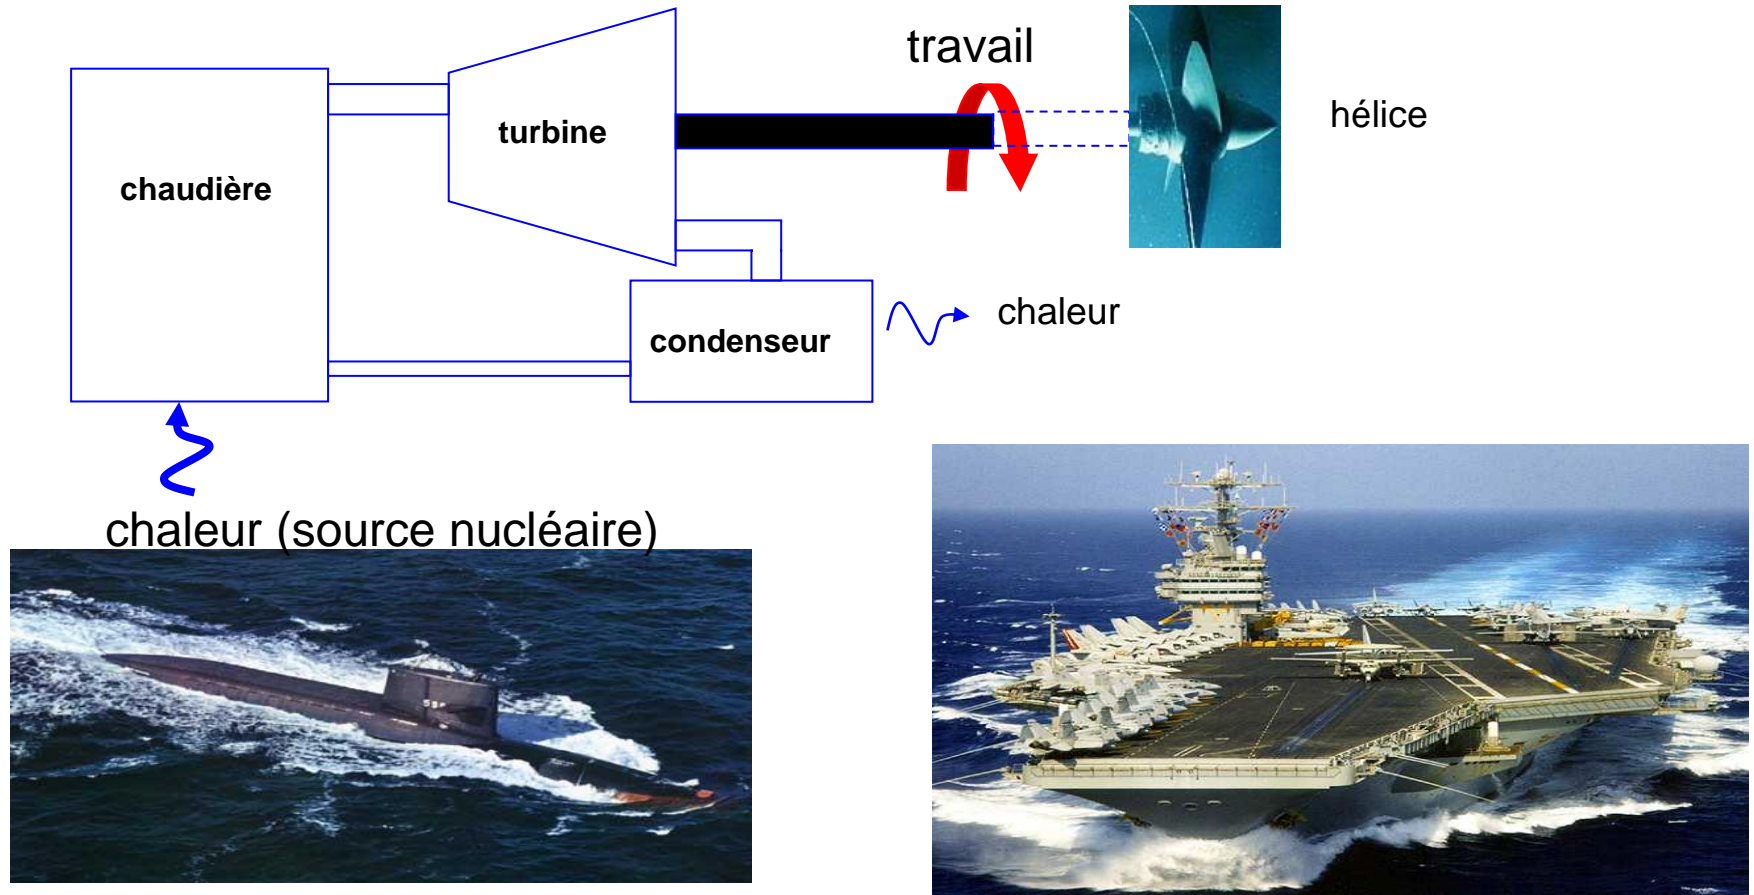 travail
hélice
turbine
chaudière
chaleur
condenseur
chaleur (source nucléaire)